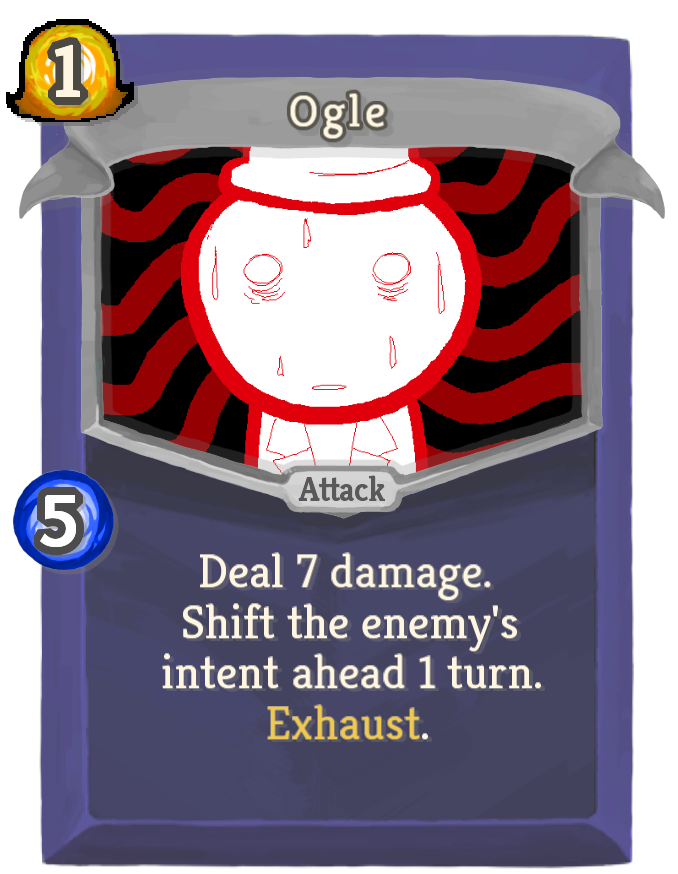 1
Ogle
Attack
5
Deal 7 damage.
Shift the enemy's
intent ahead 1 turn.
Exhaust.